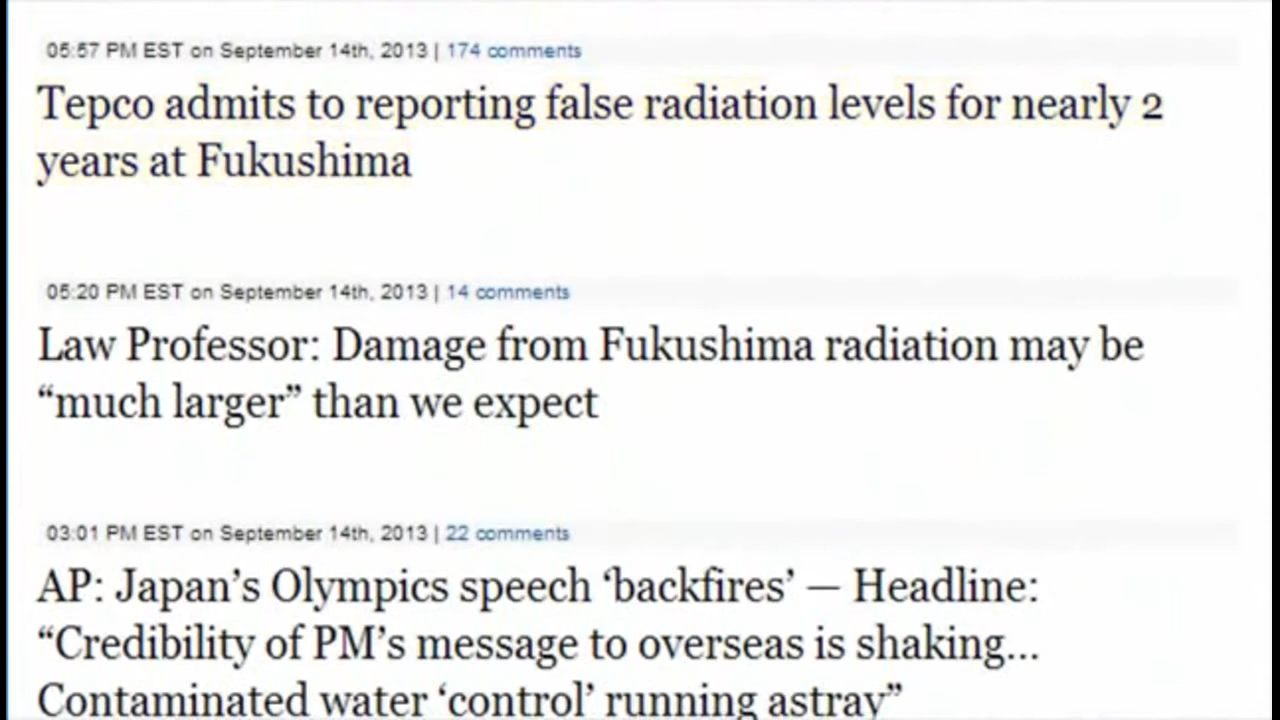 05:57 PM EST on September 14th, 2013 | 174 comments
Tepco admits to reporting false radiation levels for nearly 2
years at Fukushima
05:20 PM EST on September 14th, 2013 | 14 comments
Law Professor: Damage from Fukushima radiation may be
“much larger” than we expect
03:01 PM EST on September 14th, 2013 | 22 comments
AP: Japan’s Olympics speech ‘backfires’ — Headline:
“Credibility of PM’s message to overseas is shaking…
Contaminated water ‘control’ running astray”